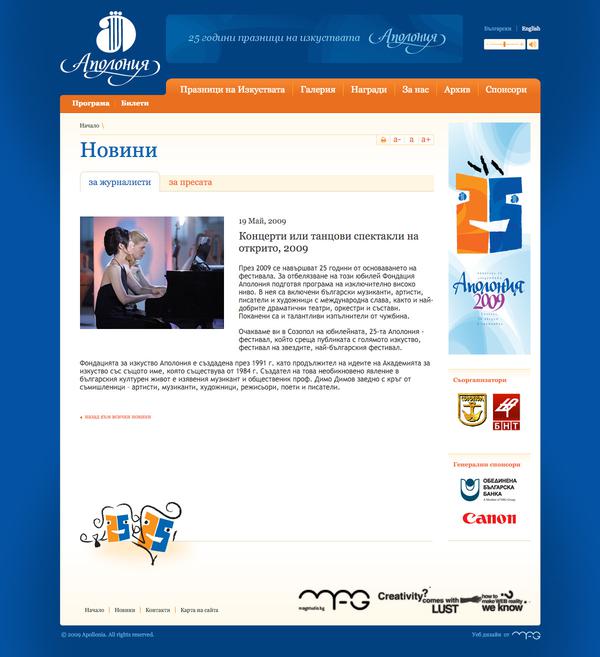 Аполония
25 години празници на изкуствата Аполония
Български English
Празници на Изкуствата Галерия Награди За нас Архив Спонсори
Програма Билети
Начало \
a- a a+
Новини
за журналисти за пресата
19 Май, 2009
Концерти или танцови спектакли на
открито, 2009
През 2009 се навършват 25 години от основаването на
фестивала. За отбелязване на този юбилей Фондация
Аполония подготвя програма на изключително високо
ниво. В нея са включени български музиканти, артисти,
писатели и художници с международна слава, както и най-
добрите драматични театри, оркестри и състави.
Поканени са и талантливи изпълнители от чужбина.
Очакваме ви в Созопол на юбилейната, 25-та Аполония -
фестивал, който среща публиката с голямото изкуство,
фестивал на звездите, най-българския фестивал.
Фондацията за изкуство Аполония е създадена през 1991 г. като продължител на идеите на Академията за
изкуство със същото име, която съществува от 1984 г. Създател на това необикновено явление в
българския културен живот е изявения музикант и общественик проф. Димо Димов заедно с кръг от
съмишленици - артисти, музиканти, художници, режисьори, поети и писатели.
назад към всички новини
25
Аполония
2009
Съорганизатори
БНТ
Генерални спонсори
ОБЕДИНЕНА
БЪЛГАРСКА
БАНКА
Canon
25 25
Creativity?
comes with
LUST
how to
make WEB reality
we know
Начало Новини Контакти Карта на сайта
© 2009 Apollonia. All rights reserved.
Уеб дизайн от